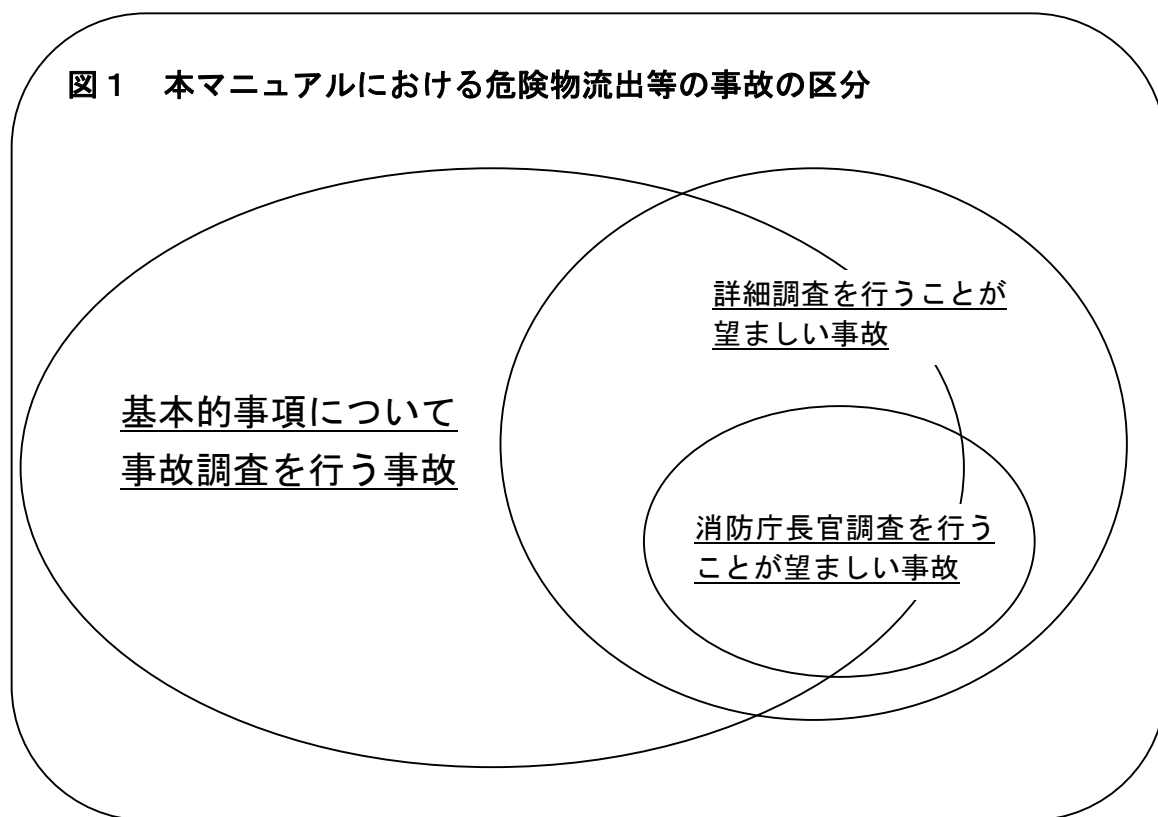 図1 本マニュアルにおける危険物流出等の事故の区分
詳細調査を行うことが
望ましい事故
基本的事項について
事故調査を行う事故
消防庁長官調査を行う
ことが望ましい事故